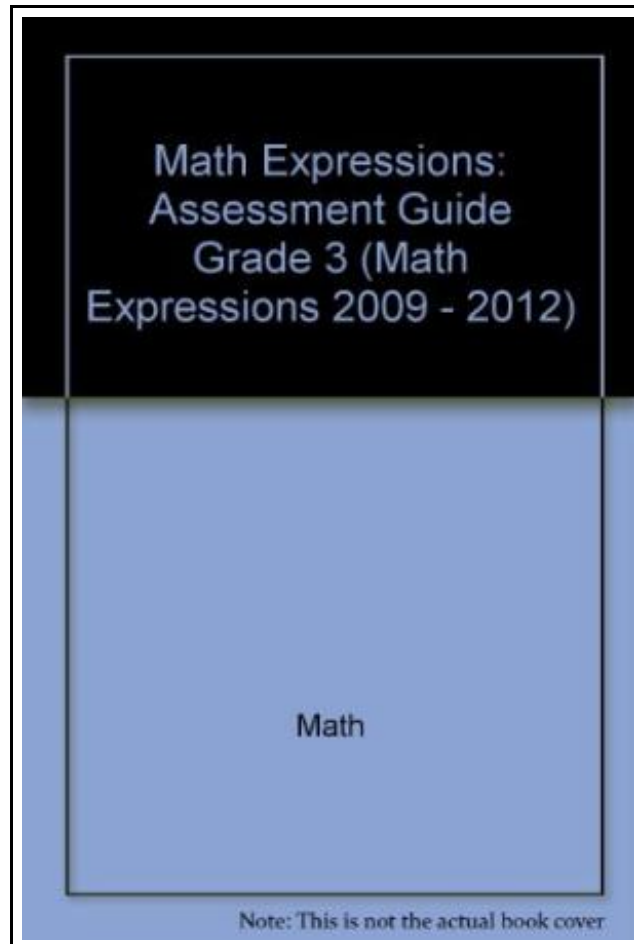 Math Expressions:
Assessment Guide
Grade 3 (Math
Expressions 2009 - 2012)
Math
Note: This is not the actual book cover